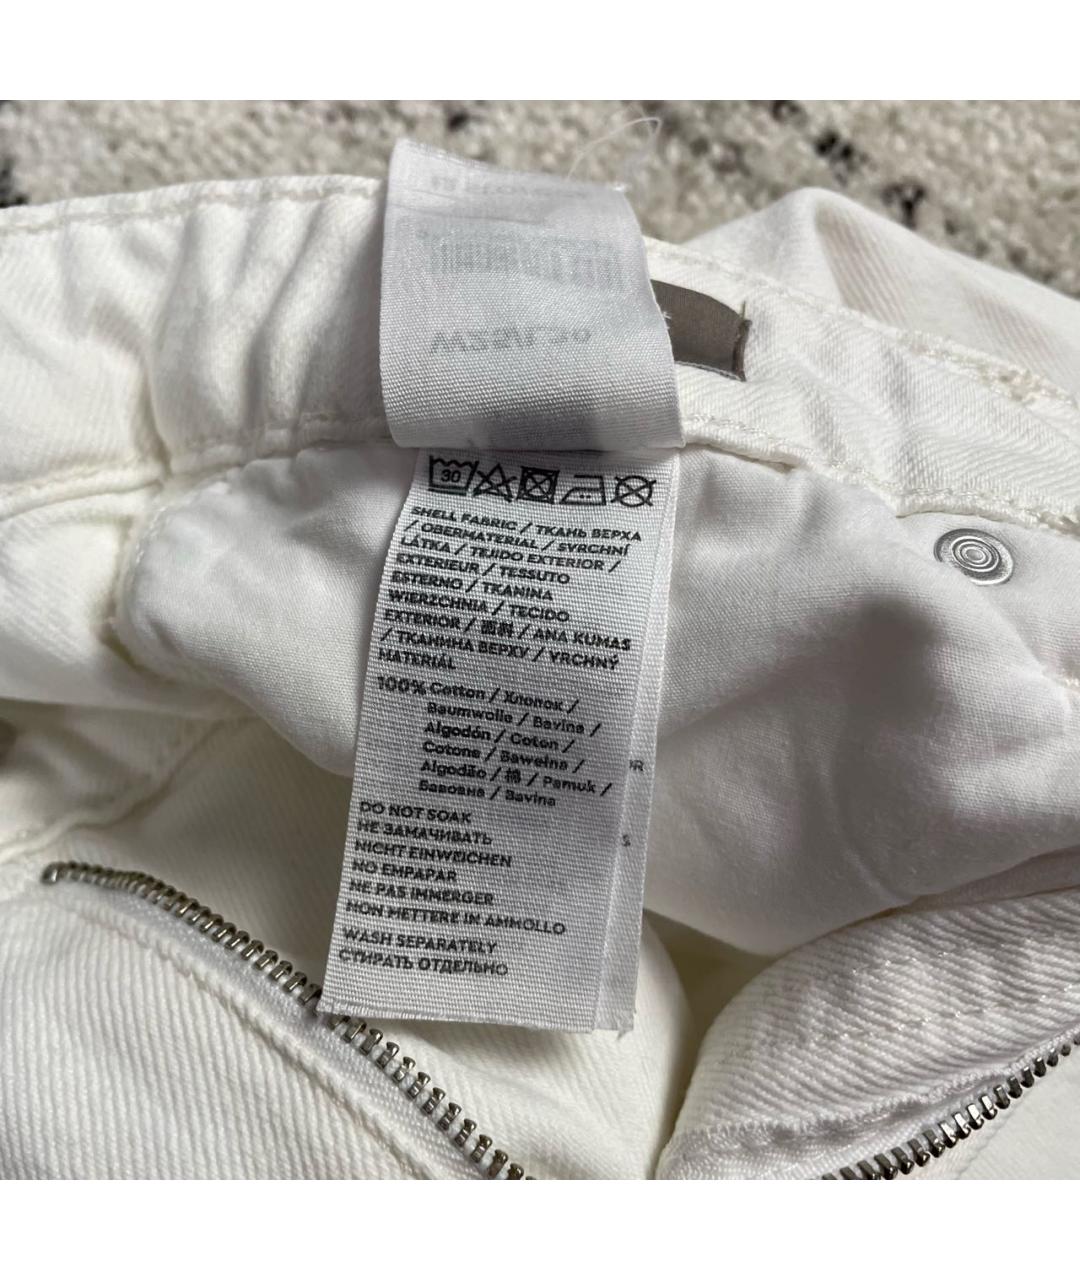 30
SHELL FABRIC / ТКАНЬ ВЕРХА
/ OBERMATERIAL / SVRCHNÍ
LÁTKA / TEJIDO EXTERIOR /
EXTERIEUR / TESSUTO
ESTERNO / TKANINA
WIERZCHNIA / TECIDO
EXTERIOR / 面料 / ANA KUMAS
/ ТКАНИНА ВЕРХУ / VRCHNÝ
MATERIÁL
100% Cotton / Хлопок /
Baumwolle / Bavlna /
Algodón / Coton /
Cotone / Bawełna /
Algodão / 棉 / Pamuk /
Бавовна / Bavlna
DO NOT SOAK
НЕ ЗАМАЧИВАТЬ
NICHT EINWEICHEN
NO EMPAPAR
NE PAS IMMERGER
NON METTERE IN AMMOLLO
WASH SEPARATELY
СТИРАТЬ ОТДЕЛЬНО